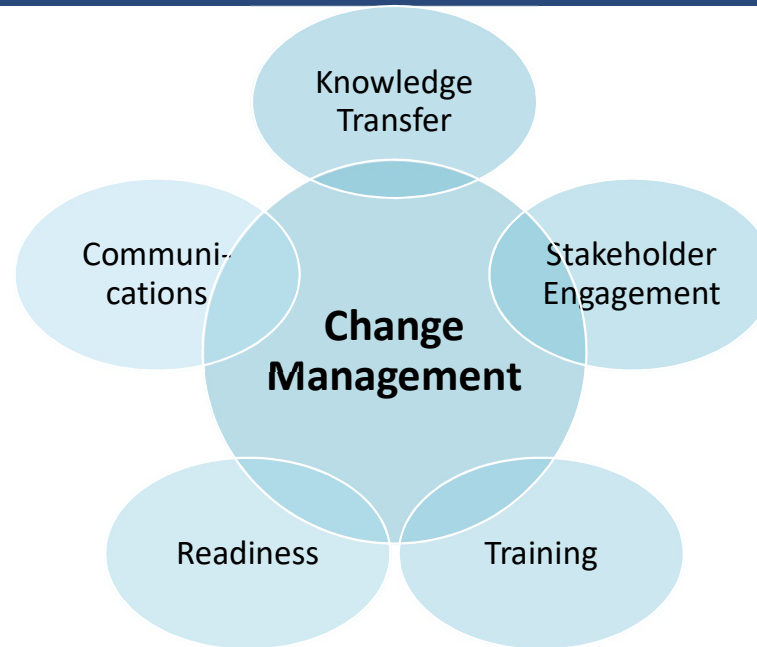 Knowledge
Transfer
Communi-
cations
Stakeholder
Engagement
Change
Management
Readiness
Training